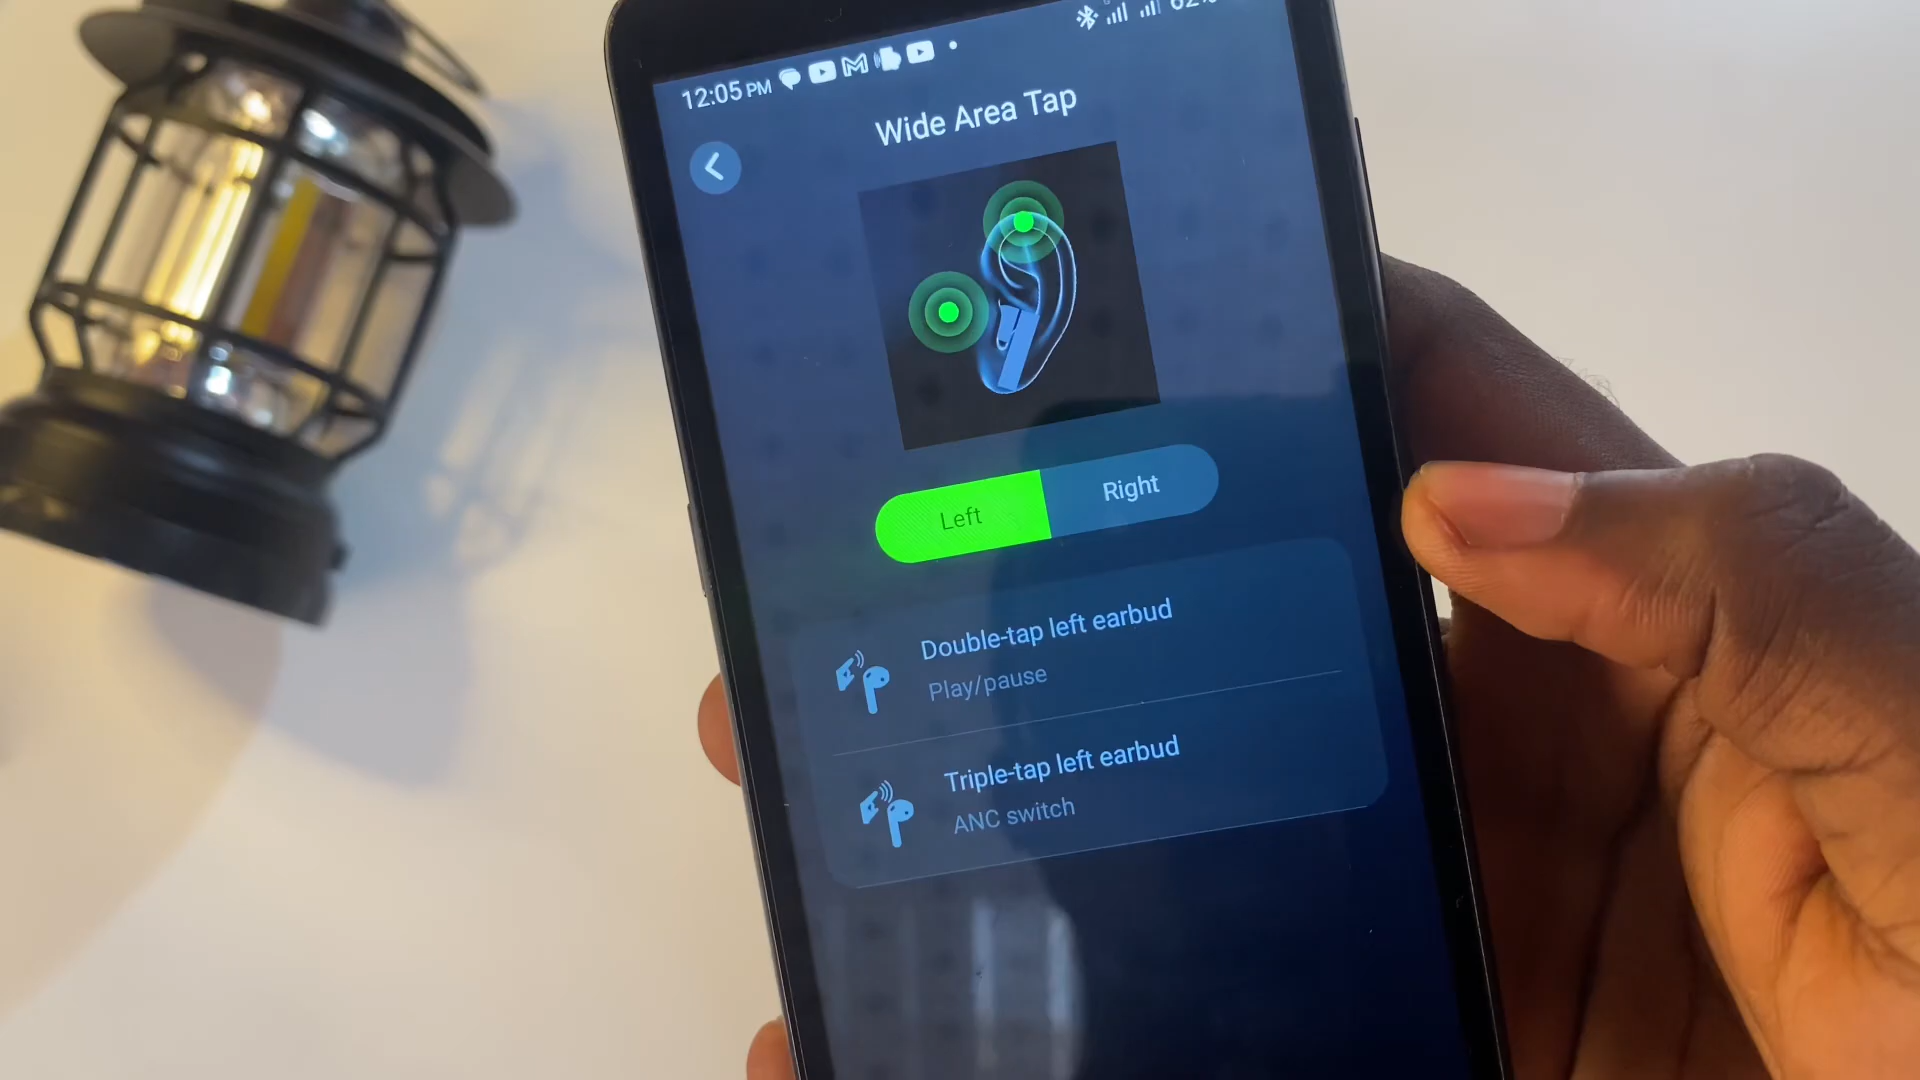 12:05 PM
Wide Area Tap
Left
Right
Double-tap left earbud
Play/pause
Triple-tap left earbud
ANC switch